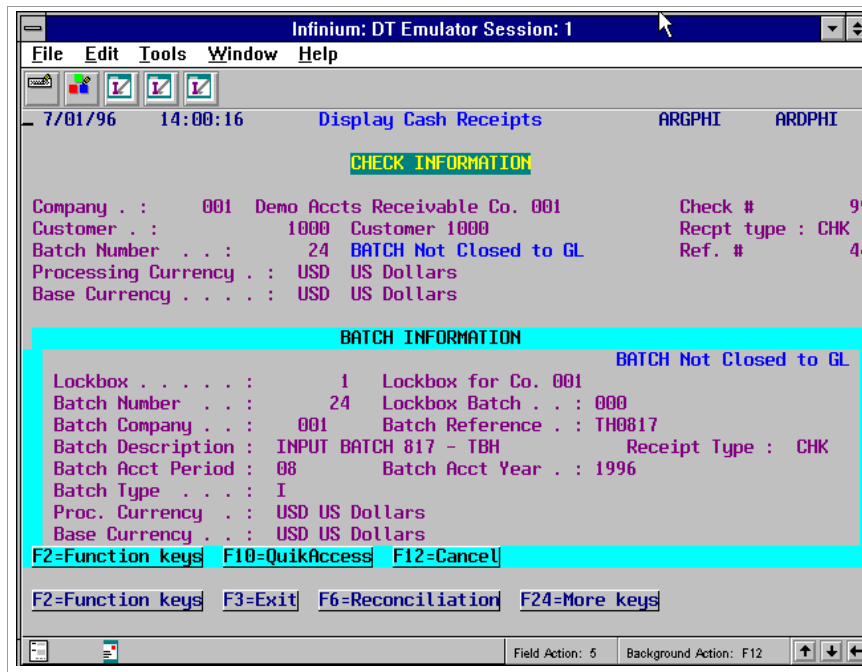 Infinium: DT Emulator Session: 1
File Edit Tools Window Help
7/01/96 14:00:16 Display Cash Receipts ARGPHI ARDPHI
CHECK INFORMATION
Company . : 001 Demo Accts Receivable Co. 001 Check #
Customer . : 1000 Customer 1000 Recpt type : CHK
Batch Number . . : 24 BATCH Not Closed to GL Ref. #
Processing Currency . : USD US Dollars
Base Currency . . . . : USD US Dollars
BATCH INFORMATION
BATCH Not Closed to GL
Lockbox . . . . . : 1 Lockbox for Co. 001
Batch Number . . : 24 Lockbox Batch . . : 000
Batch Company . . : 001 Batch Reference . : TH0817
Batch Description : INPUT BATCH 817 - TBH Receipt Type : CHK
Batch Acct Period : 08 Batch Acct Year . : 1996
Batch Type . . . : I
Proc. Currency . : USD US Dollars
Base Currency . . : USD US Dollars
F2=Function keys F10=QuikAccess F12=Cancel
F2=Function keys F3=Exit F6=Reconciliation F24=More keys
Field Action: 5 Background Action: F12